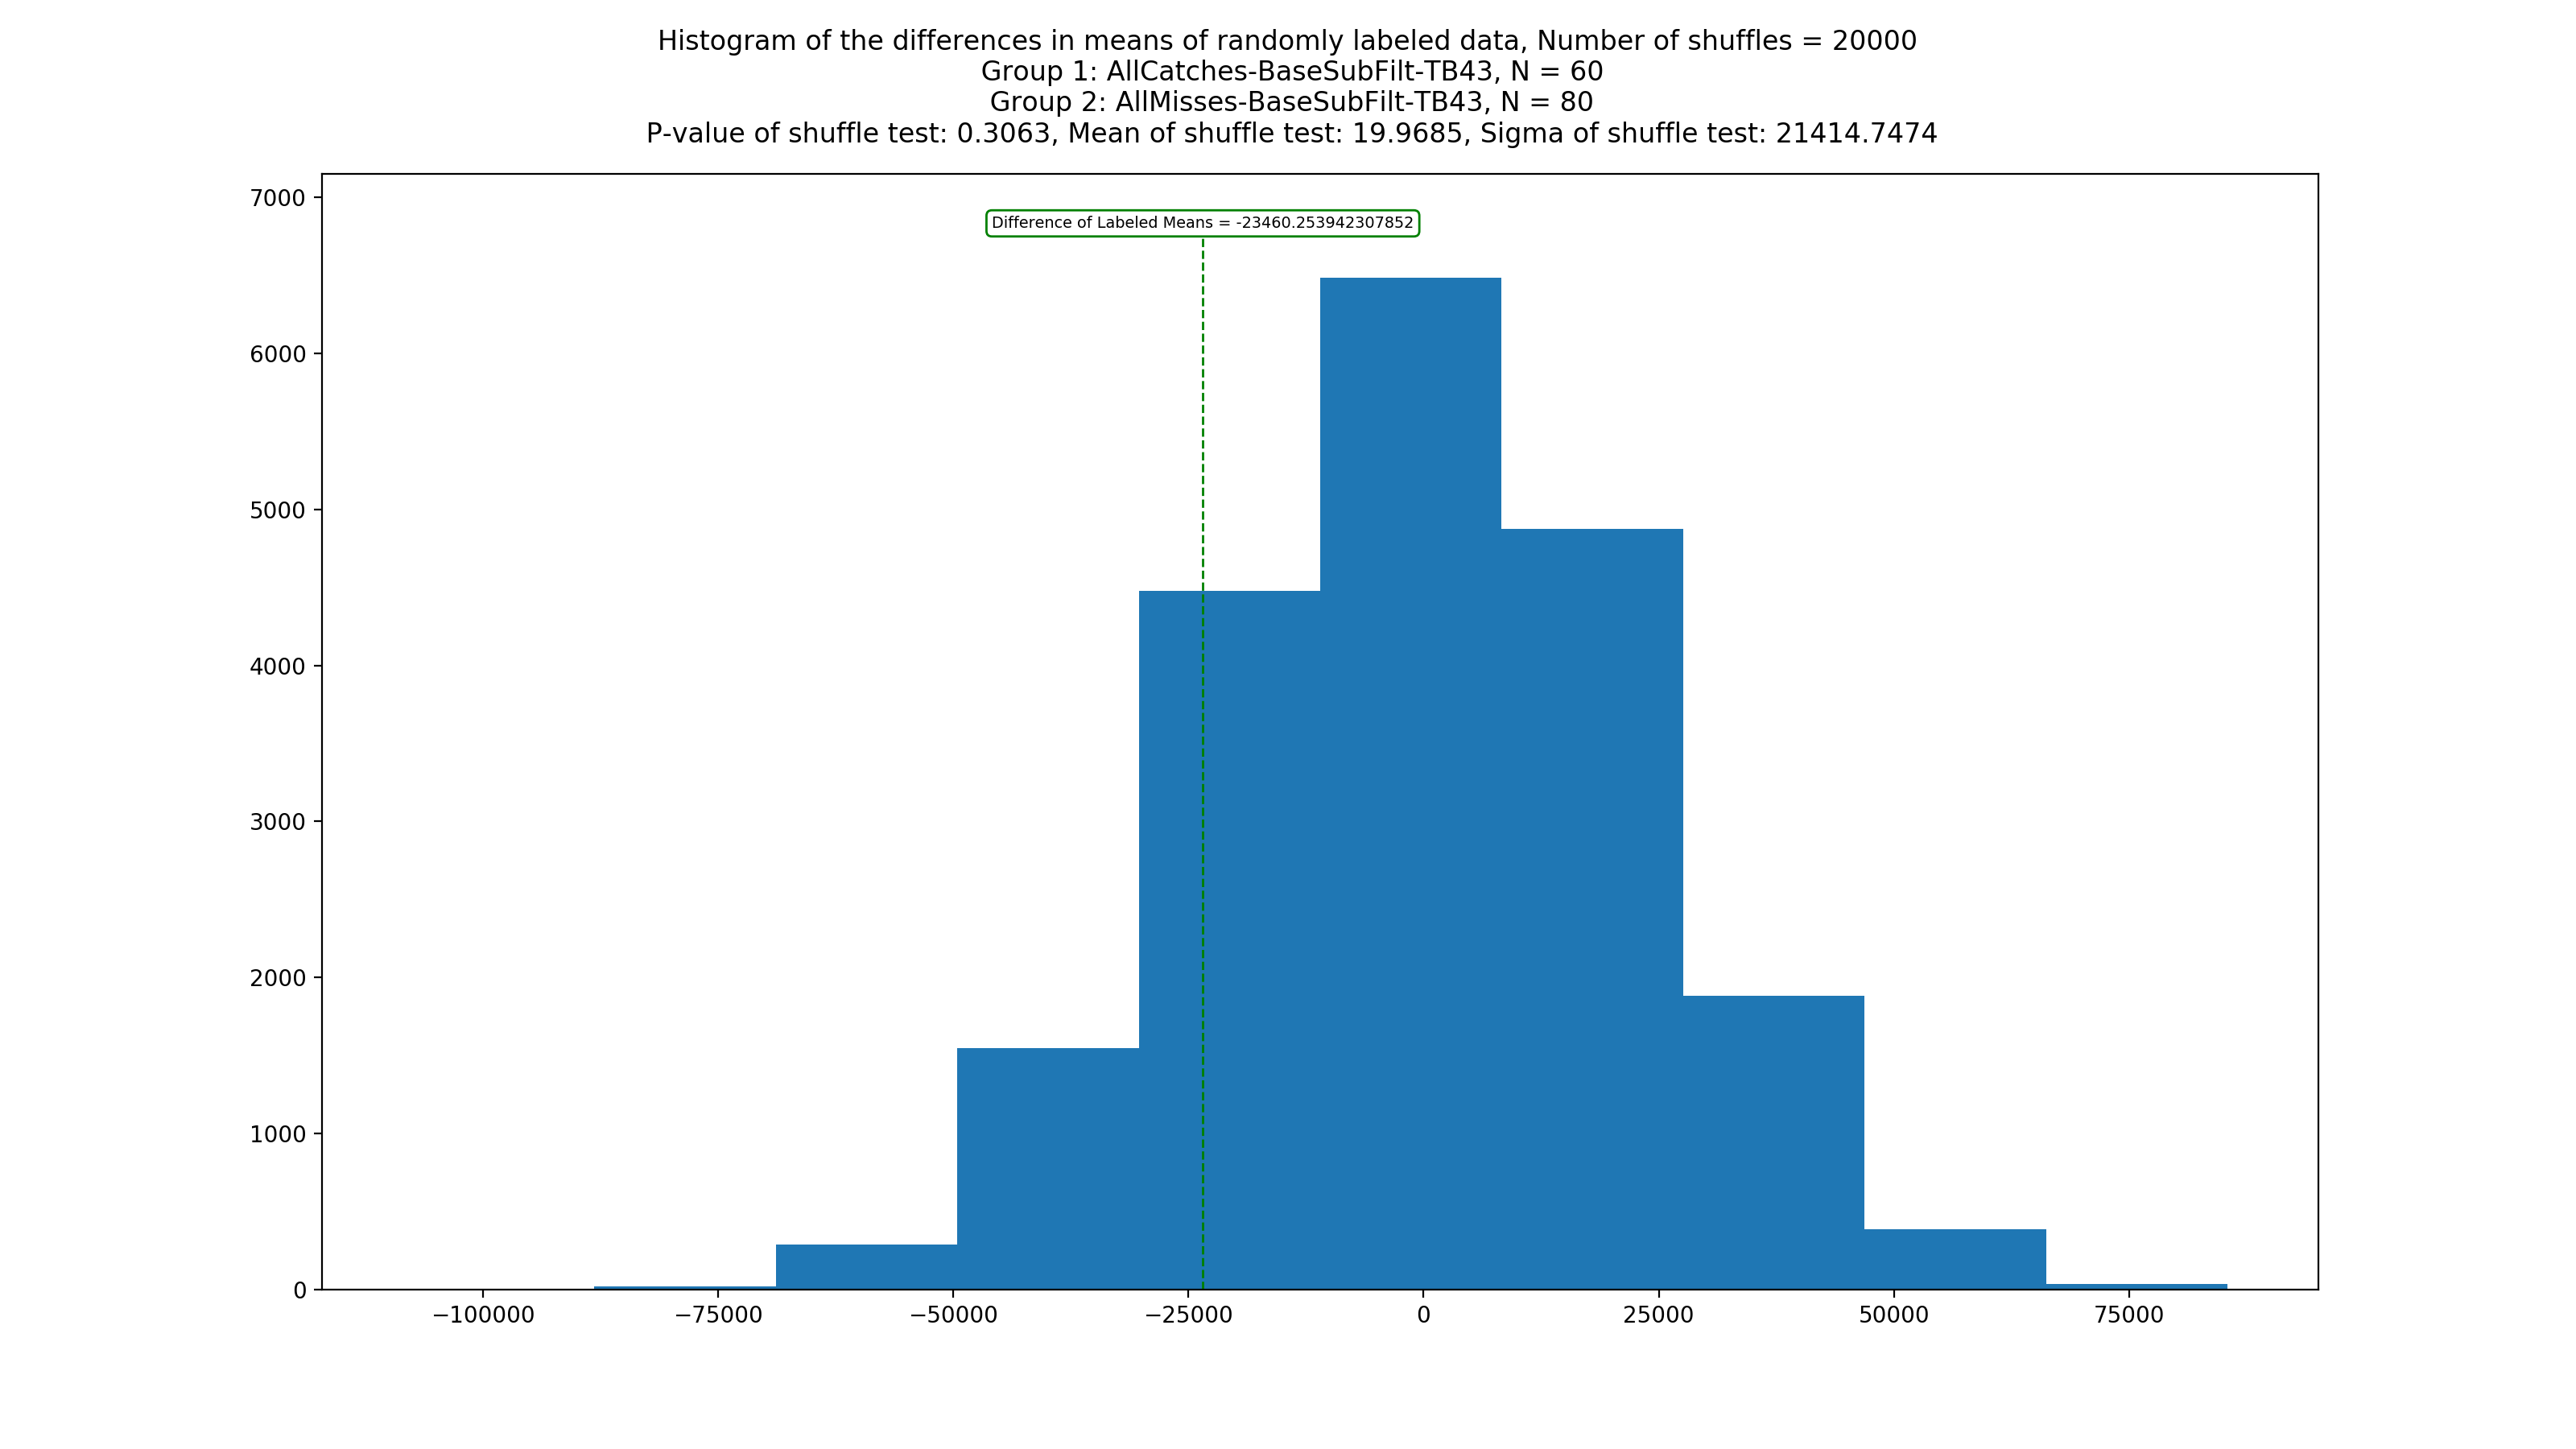 Histogram of the differences in means of randomly labeled data, Number of shuffles = 20000
Group 1: AllCatches-BaseSubFilt-TB43, N = 60
Group 2: AllMisses-BaseSubFilt-TB43, N = 80
P-value of shuffle test: 0.3063, Mean of shuffle test: 19.9685, Sigma of shuffle test: 21414.7474
7000
Difference of Labeled Means = -23460.253942307852
6000
5000
4000
3000
2000
1000
0
−100000 −75000 −50000 −25000 0 25000 50000 75000